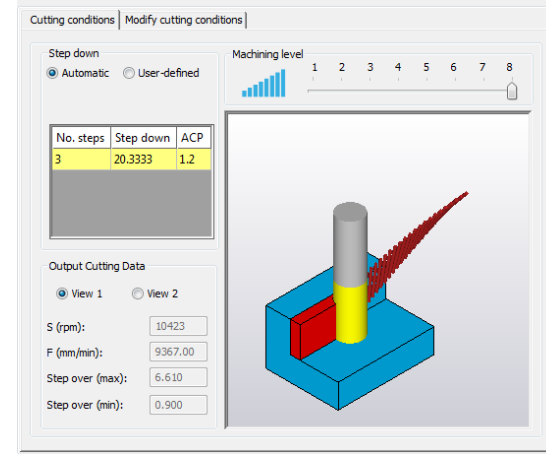 Cutting conditions Modify cutting conditions
Step down
Automatic User-defined
No. steps Step down ACP
3 20.3333 1.2
Machining level
1 2 3 4 5 6 7 8
Output Cutting Data
View 1 View 2
S (rpm): 10423
F (mm/min): 9367.00
Step over (max): 6.610
Step over (min): 0.900